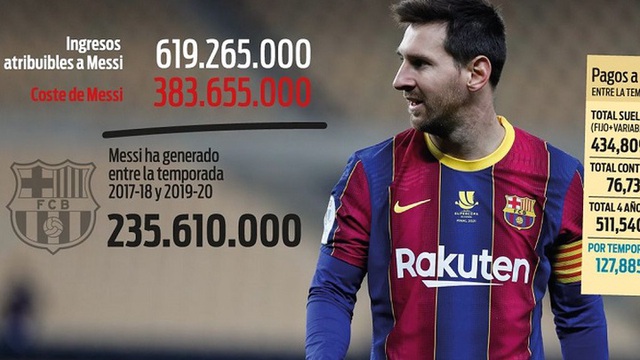 Ingresos
atribuibles a Messi
619.265.000
Coste de Messi
383.655.000
Messi ha generado
entre la temporada
2017-18 y 2019-20
235.610.000
FCB
Rakuten
Pagos a
ENTRE LA TEM
TOTAL SUEL
(FIJO+VARIAB
434,809
TOTAL CONT
76,73
TOTAL 4 AÑO
511,540
POR TEMPOR
127,885